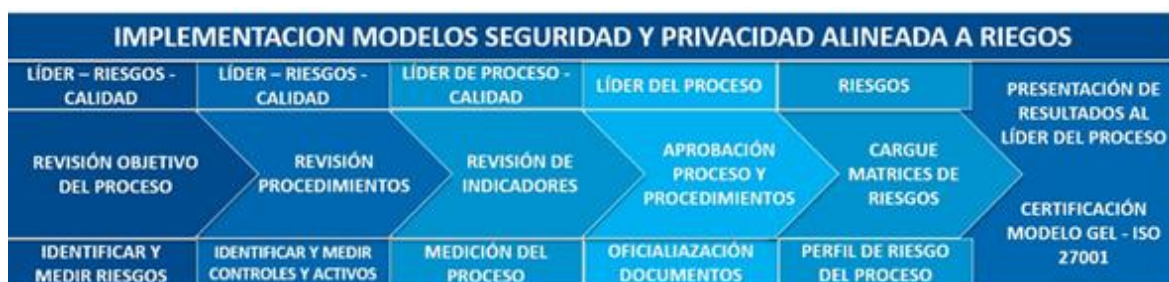 IMPLEMENTACION MODELOS SEGURIDAD Y PRIVACIDAD ALINEADA A RIEGOS
LÍDER – RIESGOS -
CALIDAD
LÍDER – RIESGOS -
CALIDAD
LÍDER DE PROCESO -
CALIDAD
LÍDER DEL PROCESO
RIESGOS
REVISIÓN OBJETIVO
DEL PROCESO
REVISIÓN
PROCEDIMIENTOS
REVISIÓN DE
INDICADORES
APROBACIÓN
PROCESO Y
PROCEDIMIENTOS
CARGUE
MATRICES DE
RIESGOS
IDENTIFICAR Y
MEDIR RIESGOS
IDENTIFICAR Y MEDIR
CONTROLES Y ACTIVOS
MEDICIÓN DEL
PROCESO
OFICIALIAZACIÓN
DOCUMENTOS
PERFIL DE RIESGO
DEL PROCESO
PRESENTACIÓN DE
RESULTADOS AL
LÍDER DEL PROCESO
CERTIFICACIÓN
MODELO GEL - ISO
27001